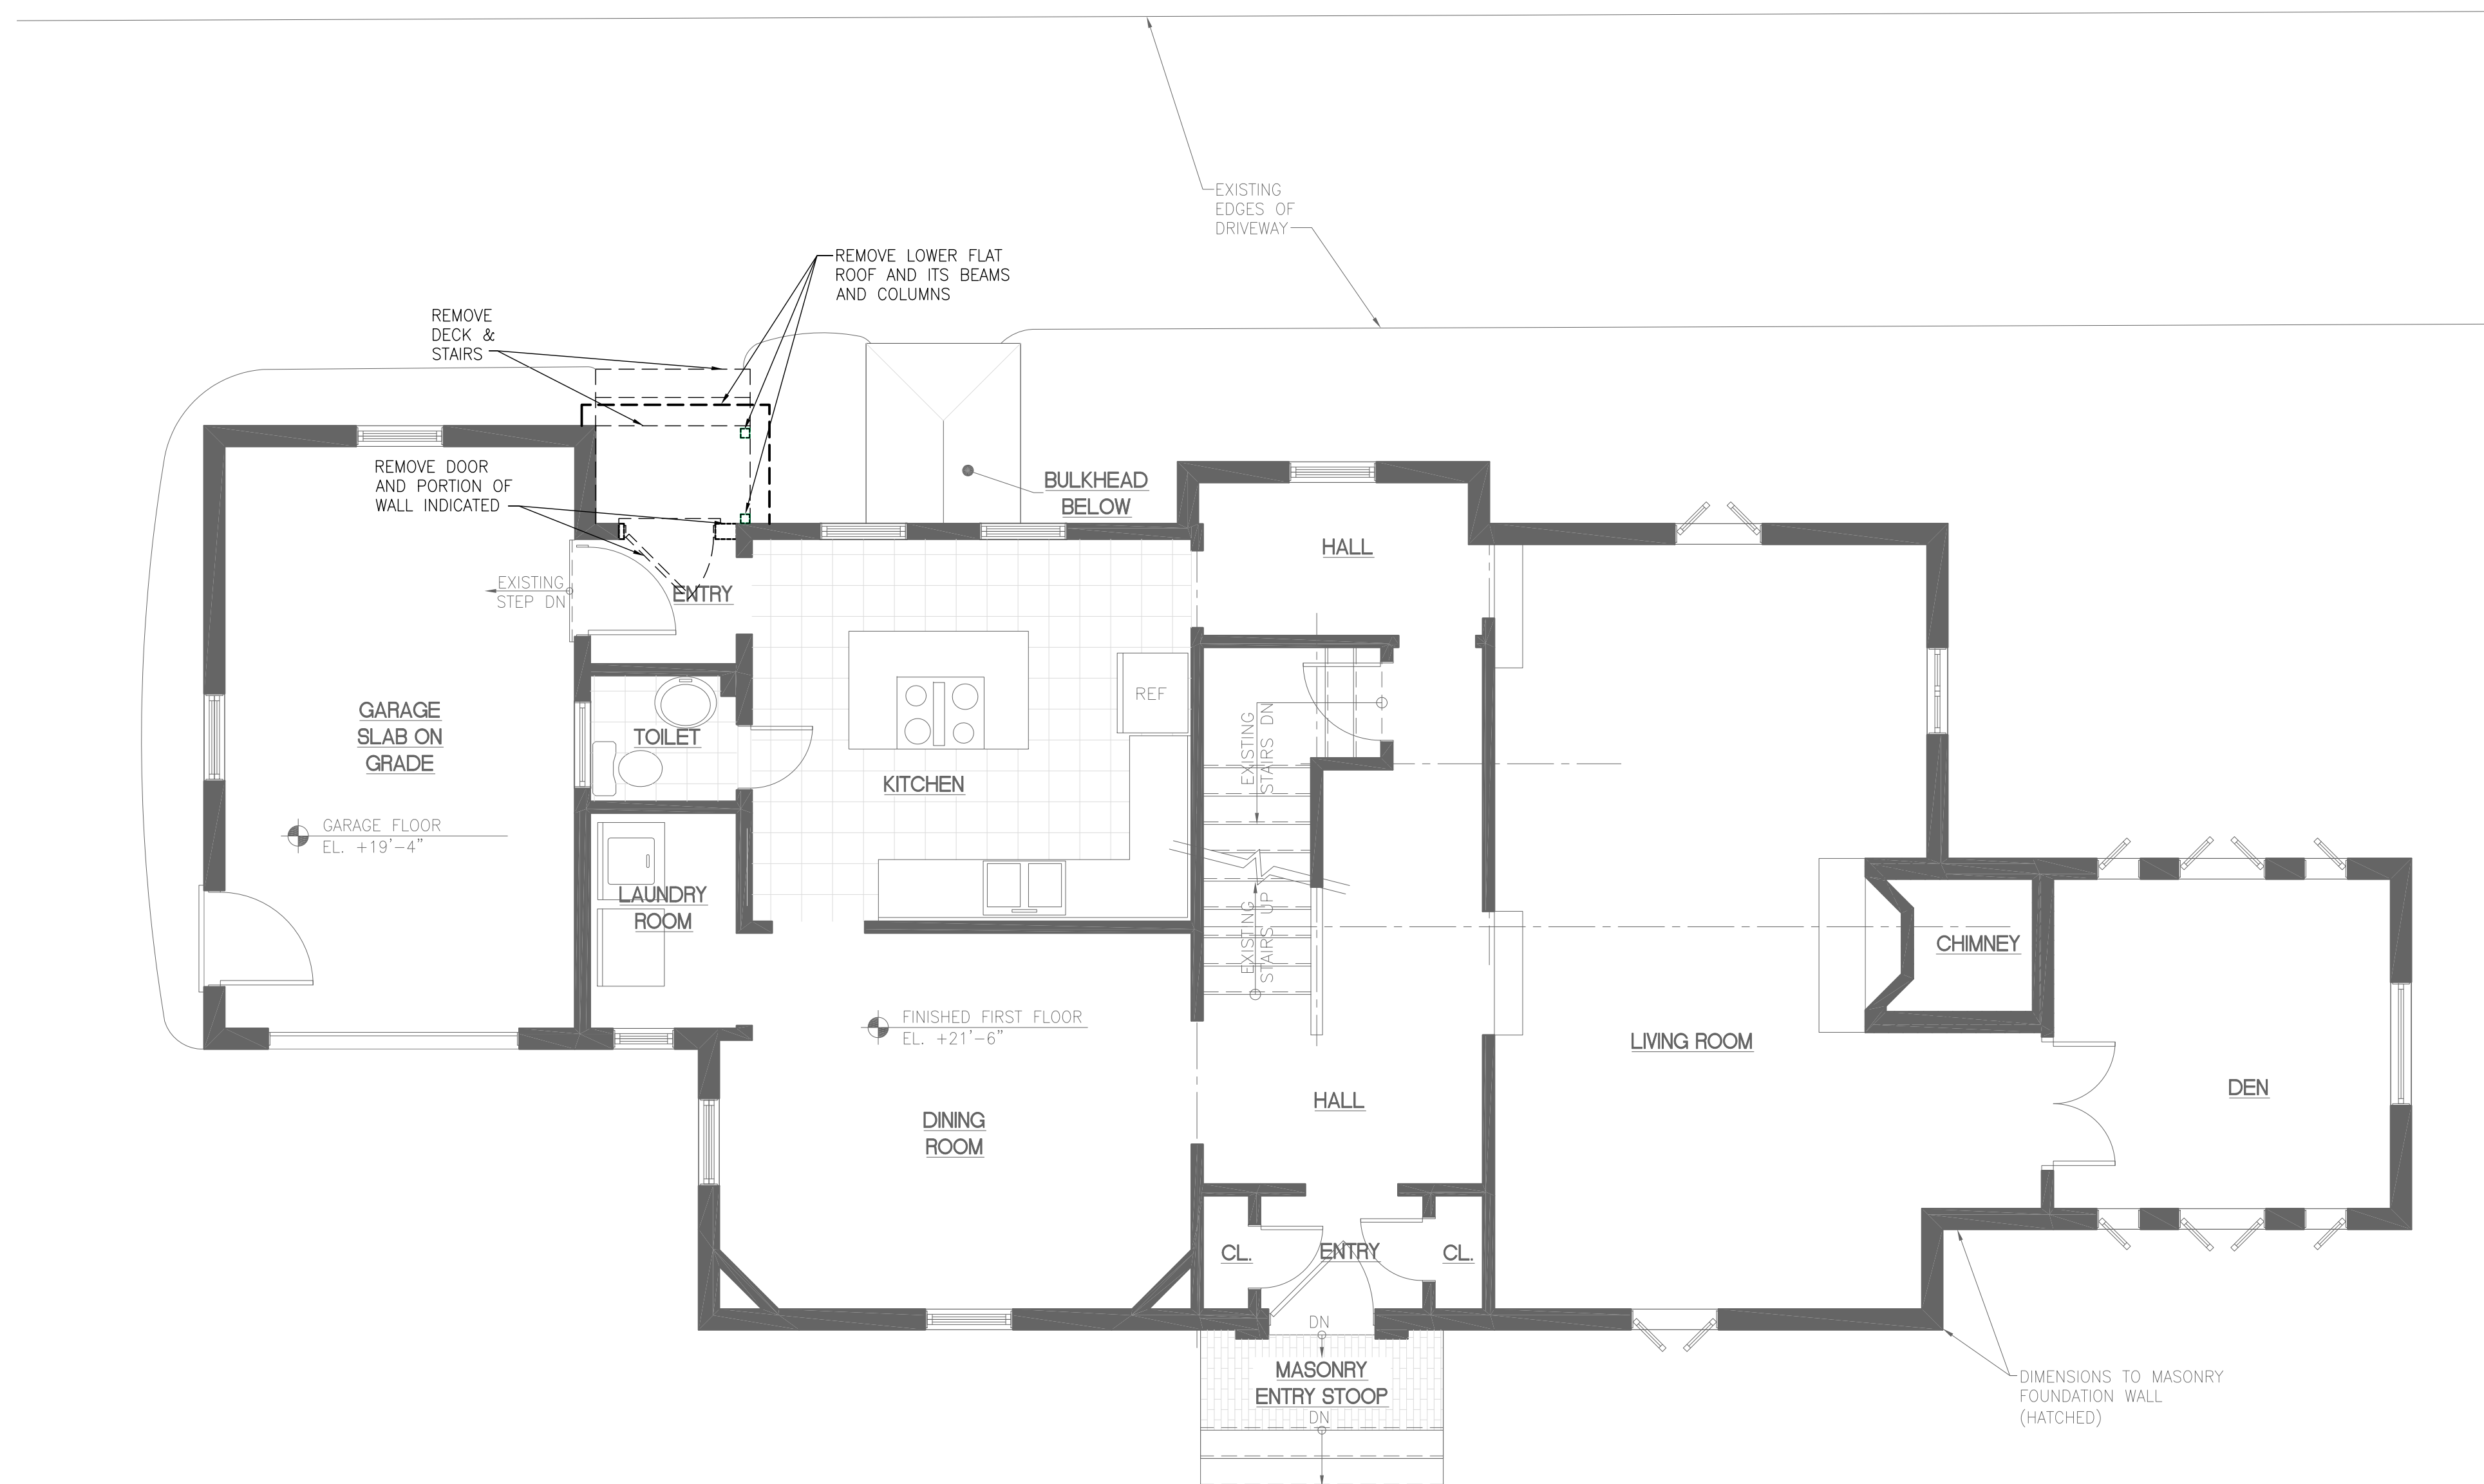 EXISTING
EDGES OF
DRIVEWAY
REMOVE LOWER FLAT
ROOF AND ITS BEAMS
AND COLUMNS
REMOVE
DECK &
STAIRS
REMOVE DOOR
AND PORTION OF
WALL INDICATED
BULKHEAD
BELOW
HALL
EXISTING
STEP DN
ENTRY
REF
GARAGE
SLAB ON
GRADE
TOILET
KITCHEN
EXISTING
STAIRS DN
GARAGE FLOOR
EL. +19'-4"
LAUNDRY
ROOM
EXISTING
STAIRS UP
CHIMNEY
FINISHED FIRST FLOOR
EL. +21'-6"
LIVING ROOM
DEN
HALL
DINING
ROOM
CL.
ENTRY
CL.
DN
MASONRY
ENTRY STOOP
DN
DIMENSIONS TO MASONRY
FOUNDATION WALL
(HATCHED)